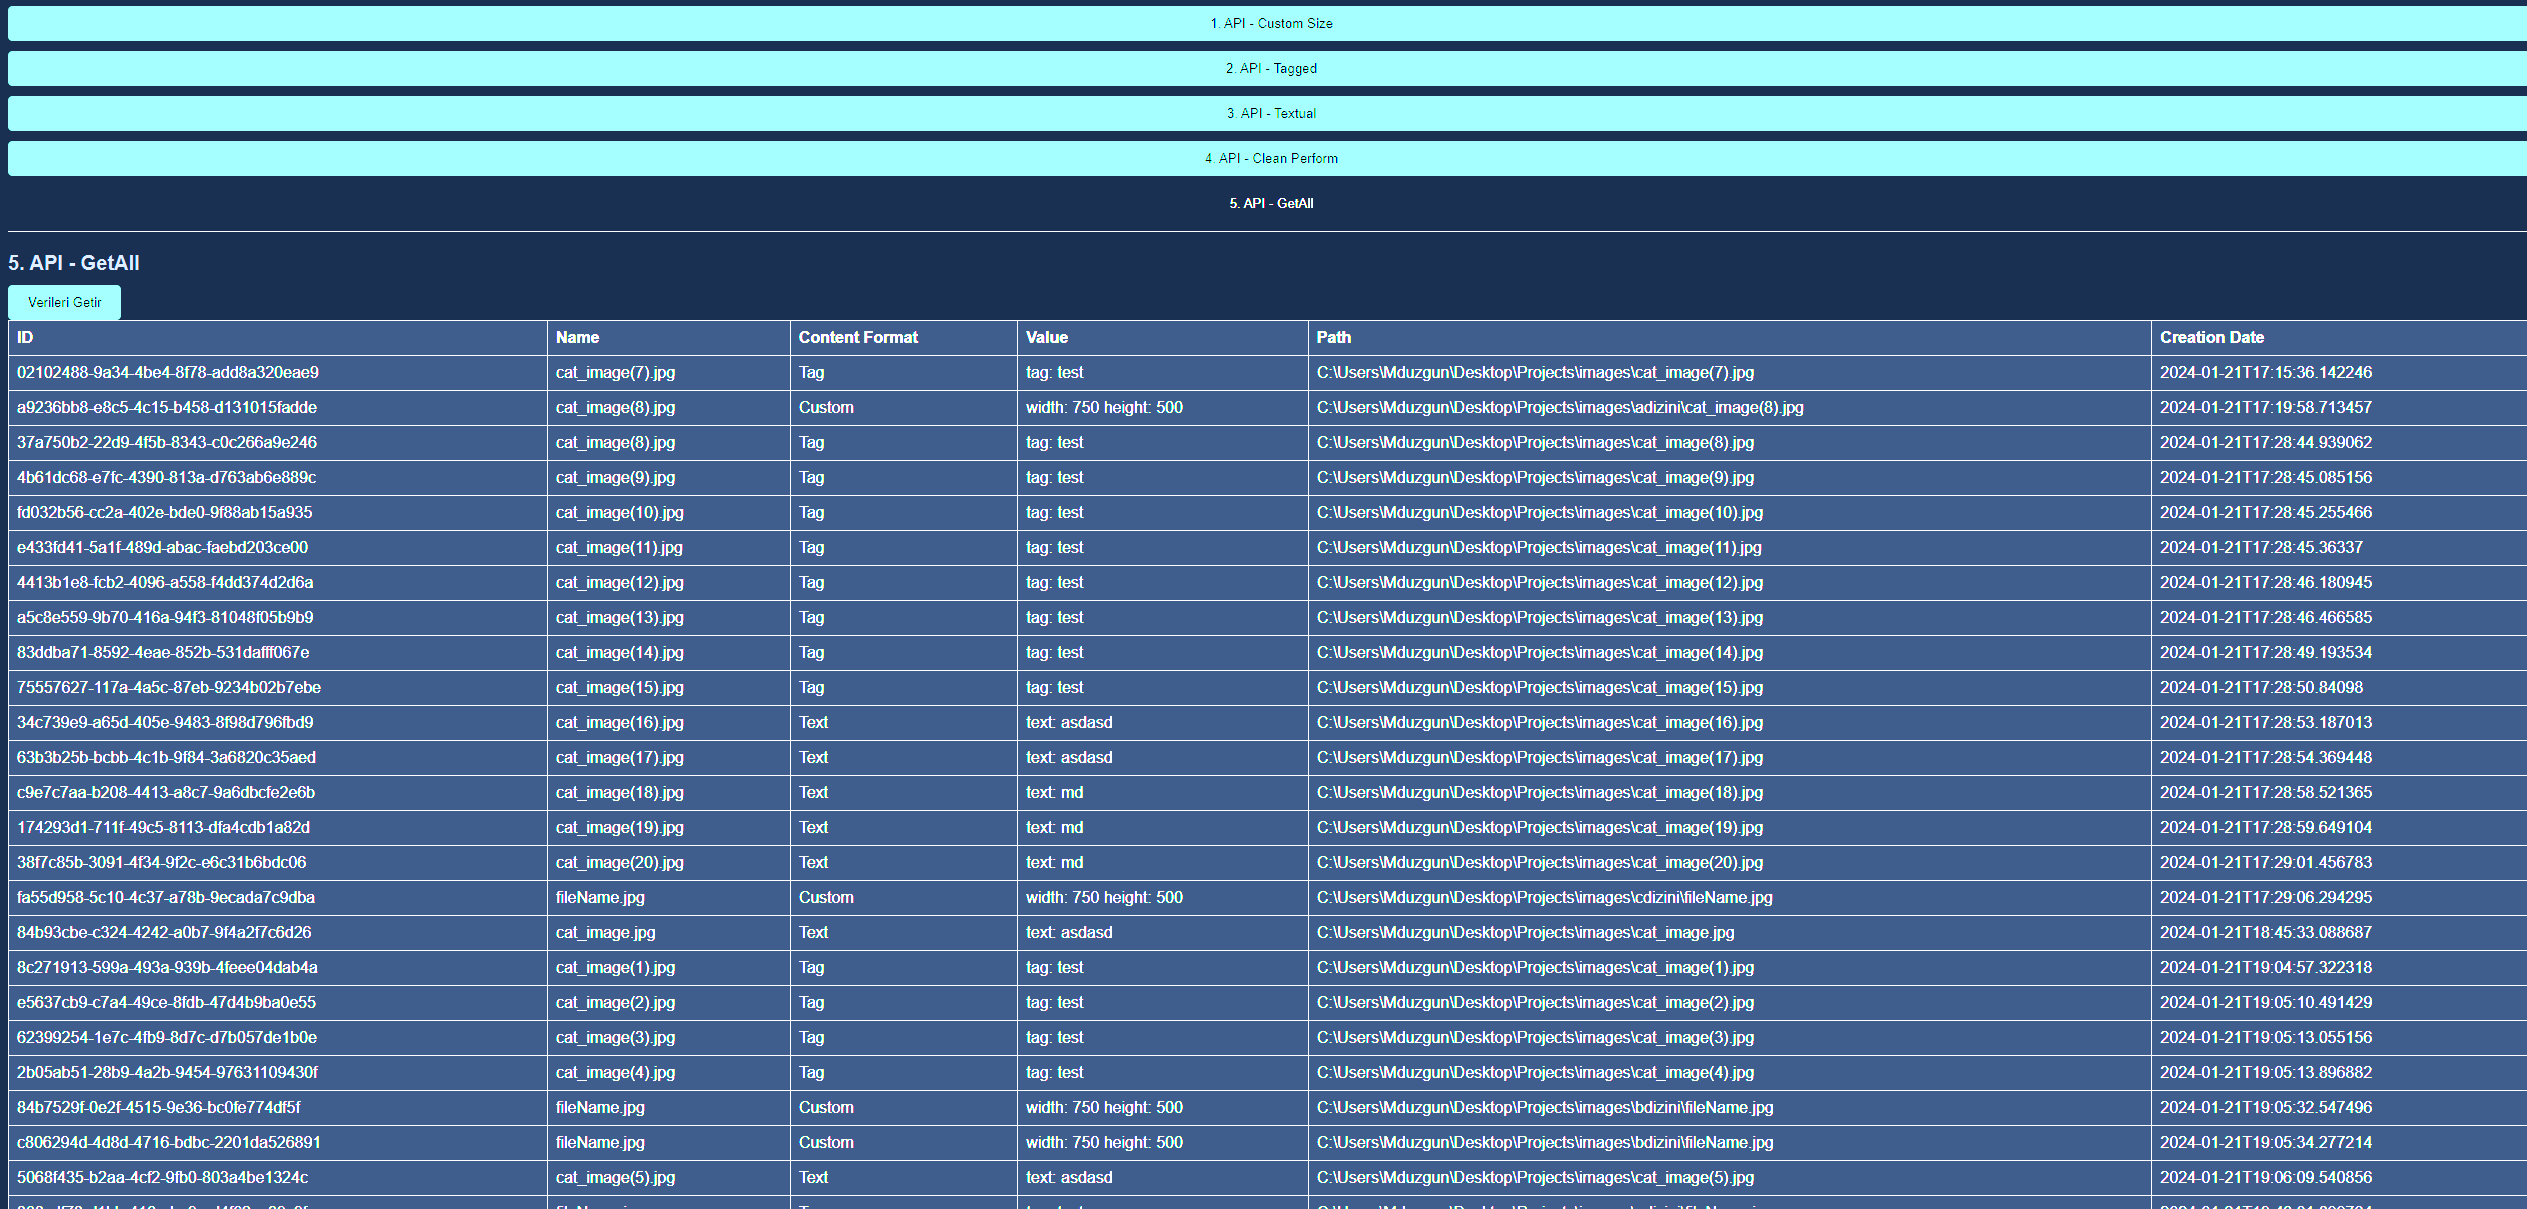 1. API - Custom Size
2. API - Tagged
3. API - Textual
4. API - Clean Perform
5. API - GetAll
5. API - GetAll
Verileri Getir
ID Name Content Format Value Path Creation Date
02102488-9a34-4be4-8f78-add8a320eae9 cat_image(7).jpg Tag tag: test C:\Users\Mduzgun\Desktop\Projects\images\cat_image(7).jpg 2024-01-21T17:15:36.142246
a9236bb8-e8c5-4c15-b458-d131015fadde cat_image(8).jpg Custom width: 750 height: 500 C:\Users\Mduzgun\Desktop\Projects\images\adizini\cat_image(8).jpg 2024-01-21T17:19:58.713457
37a750b2-22d9-4f5b-8343-c0c266a9e246 cat_image(8).jpg Tag tag: test C:\Users\Mduzgun\Desktop\Projects\images\cat_image(8).jpg 2024-01-21T17:28:44.939062
4b61dc68-e7fc-4390-813a-d763ab6e889c cat_image(9).jpg Tag tag: test C:\Users\Mduzgun\Desktop\Projects\images\cat_image(9).jpg 2024-01-21T17:28:45.085156
fd032b56-cc2a-402e-bde0-9f88ab15a935 cat_image(10).jpg Tag tag: test C:\Users\Mduzgun\Desktop\Projects\images\cat_image(10).jpg 2024-01-21T17:28:45.255466
e433fd41-5a1f-489d-abac-faebd203ce00 cat_image(11).jpg Tag tag: test C:\Users\Mduzgun\Desktop\Projects\images\cat_image(11).jpg 2024-01-21T17:28:45.36337
4413b1e8-fcb2-4096-a558-f4dd374d2d6a cat_image(12).jpg Tag tag: test C:\Users\Mduzgun\Desktop\Projects\images\cat_image(12).jpg 2024-01-21T17:28:46.180945
a5c8e559-9b70-416a-94f3-81048f05b9b9 cat_image(13).jpg Tag tag: test C:\Users\Mduzgun\Desktop\Projects\images\cat_image(13).jpg 2024-01-21T17:28:46.466585
83ddba71-8592-4eae-852b-531dafff067e cat_image(14).jpg Tag tag: test C:\Users\Mduzgun\Desktop\Projects\images\cat_image(14).jpg 2024-01-21T17:28:49.193534
75557627-117a-4a5c-87eb-9234b02b7ebe cat_image(15).jpg Tag tag: test C:\Users\Mduzgun\Desktop\Projects\images\cat_image(15).jpg 2024-01-21T17:28:50.84098
34c739e9-a65d-405e-9483-8f98d796fbd9 cat_image(16).jpg Text text: asdasd C:\Users\Mduzgun\Desktop\Projects\images\cat_image(16).jpg 2024-01-21T17:28:53.187013
63b3b25b-bcbb-4c1b-9f84-3a6820c35aed cat_image(17).jpg Text text: asdasd C:\Users\Mduzgun\Desktop\Projects\images\cat_image(17).jpg 2024-01-21T17:28:54.369448
c9e7c7aa-b208-4413-a8c7-9a6dbcfe2e6b cat_image(18).jpg Text text: md C:\Users\Mduzgun\Desktop\Projects\images\cat_image(18).jpg 2024-01-21T17:28:58.521365
174293d1-711f-49c5-8113-dfa4cdb1a82d cat_image(19).jpg Text text: md C:\Users\Mduzgun\Desktop\Projects\images\cat_image(19).jpg 2024-01-21T17:28:59.649104
38f7c85b-3091-4f34-9f2c-e6c31b6bdc06 cat_image(20).jpg Text text: md C:\Users\Mduzgun\Desktop\Projects\images\cat_image(20).jpg 2024-01-21T17:29:01.456783
fa55d958-5c10-4c37-a78b-9ecada7c9dba fileName.jpg Custom width: 750 height: 500 C:\Users\Mduzgun\Desktop\Projects\images\cdizini\fileName.jpg 2024-01-21T17:29:06.294295
84b93cbe-c324-4242-a0b7-9f4a2f7c6d26 cat_image.jpg Text text: asdasd C:\Users\Mduzgun\Desktop\Projects\images\cat_image.jpg 2024-01-21T18:45:33.088687
8c271913-599a-493a-939b-4feee04dab4a cat_image(1).jpg Tag tag: test C:\Users\Mduzgun\Desktop\Projects\images\cat_image(1).jpg 2024-01-21T19:04:57.322318
e5637cb9-c7a4-49ce-8fdb-47d4b9ba0e55 cat_image(2).jpg Tag tag: test C:\Users\Mduzgun\Desktop\Projects\images\cat_image(2).jpg 2024-01-21T19:05:10.491429
62399254-1e7c-4fb9-8d7c-d7b057de1b0e cat_image(3).jpg Tag tag: test C:\Users\Mduzgun\Desktop\Projects\images\cat_image(3).jpg 2024-01-21T19:05:13.055156
2b05ab51-28b9-4a2b-9454-97631109430f cat_image(4).jpg Tag tag: test C:\Users\Mduzgun\Desktop\Projects\images\cat_image(4).jpg 2024-01-21T19:05:13.896882
84b7529f-0e2f-4515-9e36-bc0fe774df5f fileName.jpg Custom width: 750 height: 500 C:\Users\Mduzgun\Desktop\Projects\images\bdizini\fileName.jpg 2024-01-21T19:05:32.547496
c806294d-4d8d-4716-bdbc-2201da526891 fileName.jpg Custom width: 750 height: 500 C:\Users\Mduzgun\Desktop\Projects\images\bdizini\fileName.jpg 2024-01-21T19:05:34.277214
5068f435-b2aa-4cf2-9fb0-803a4be1324c cat_image(5).jpg Text text: asdasd C:\Users\Mduzgun\Desktop\Projects\images\cat_image(5).jpg 2024-01-21T19:06:09.540856